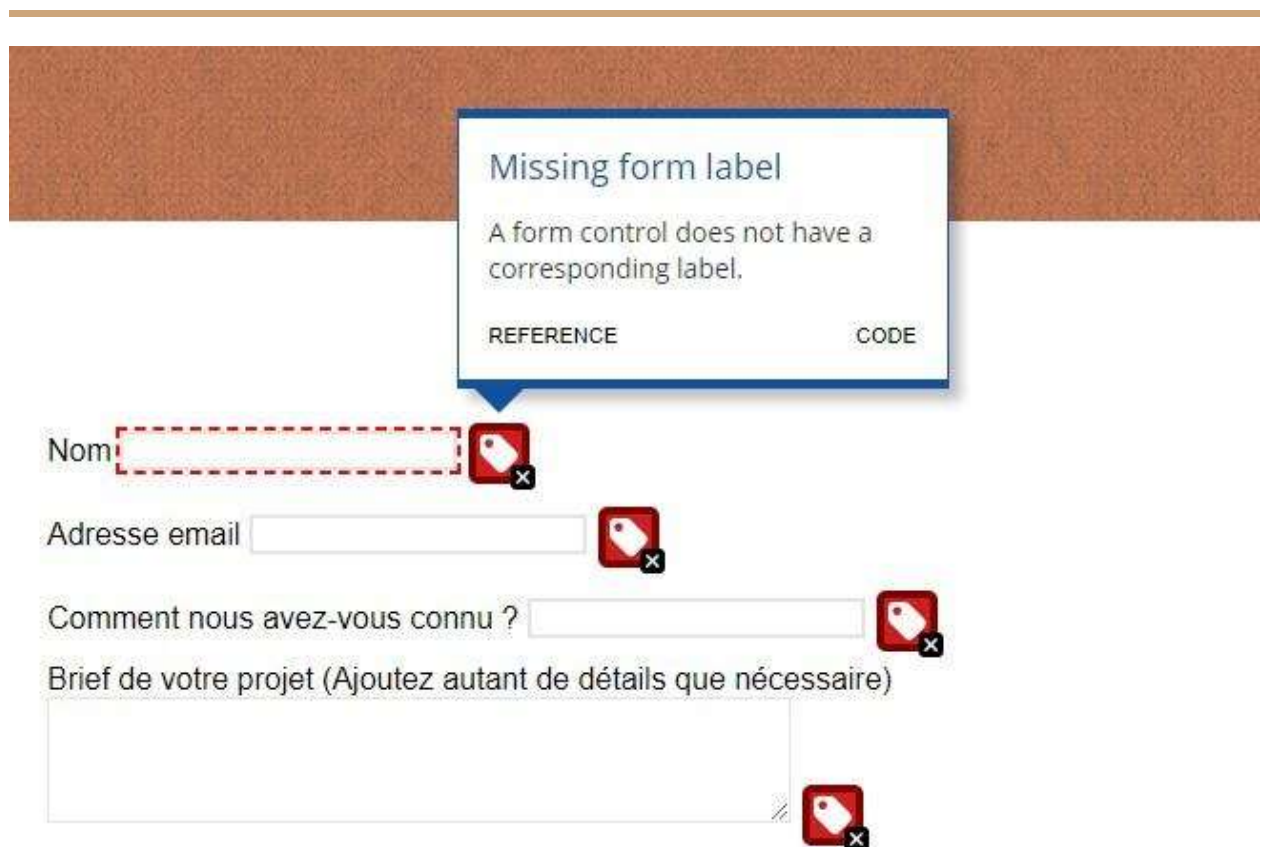 Missing form label
A form control does not have a
corresponding label.
REFERENCE CODE
Nom
Adresse email
Comment nous avez-vous connu ?
Brief de votre projet (Ajoutez autant de détails que nécessaire)